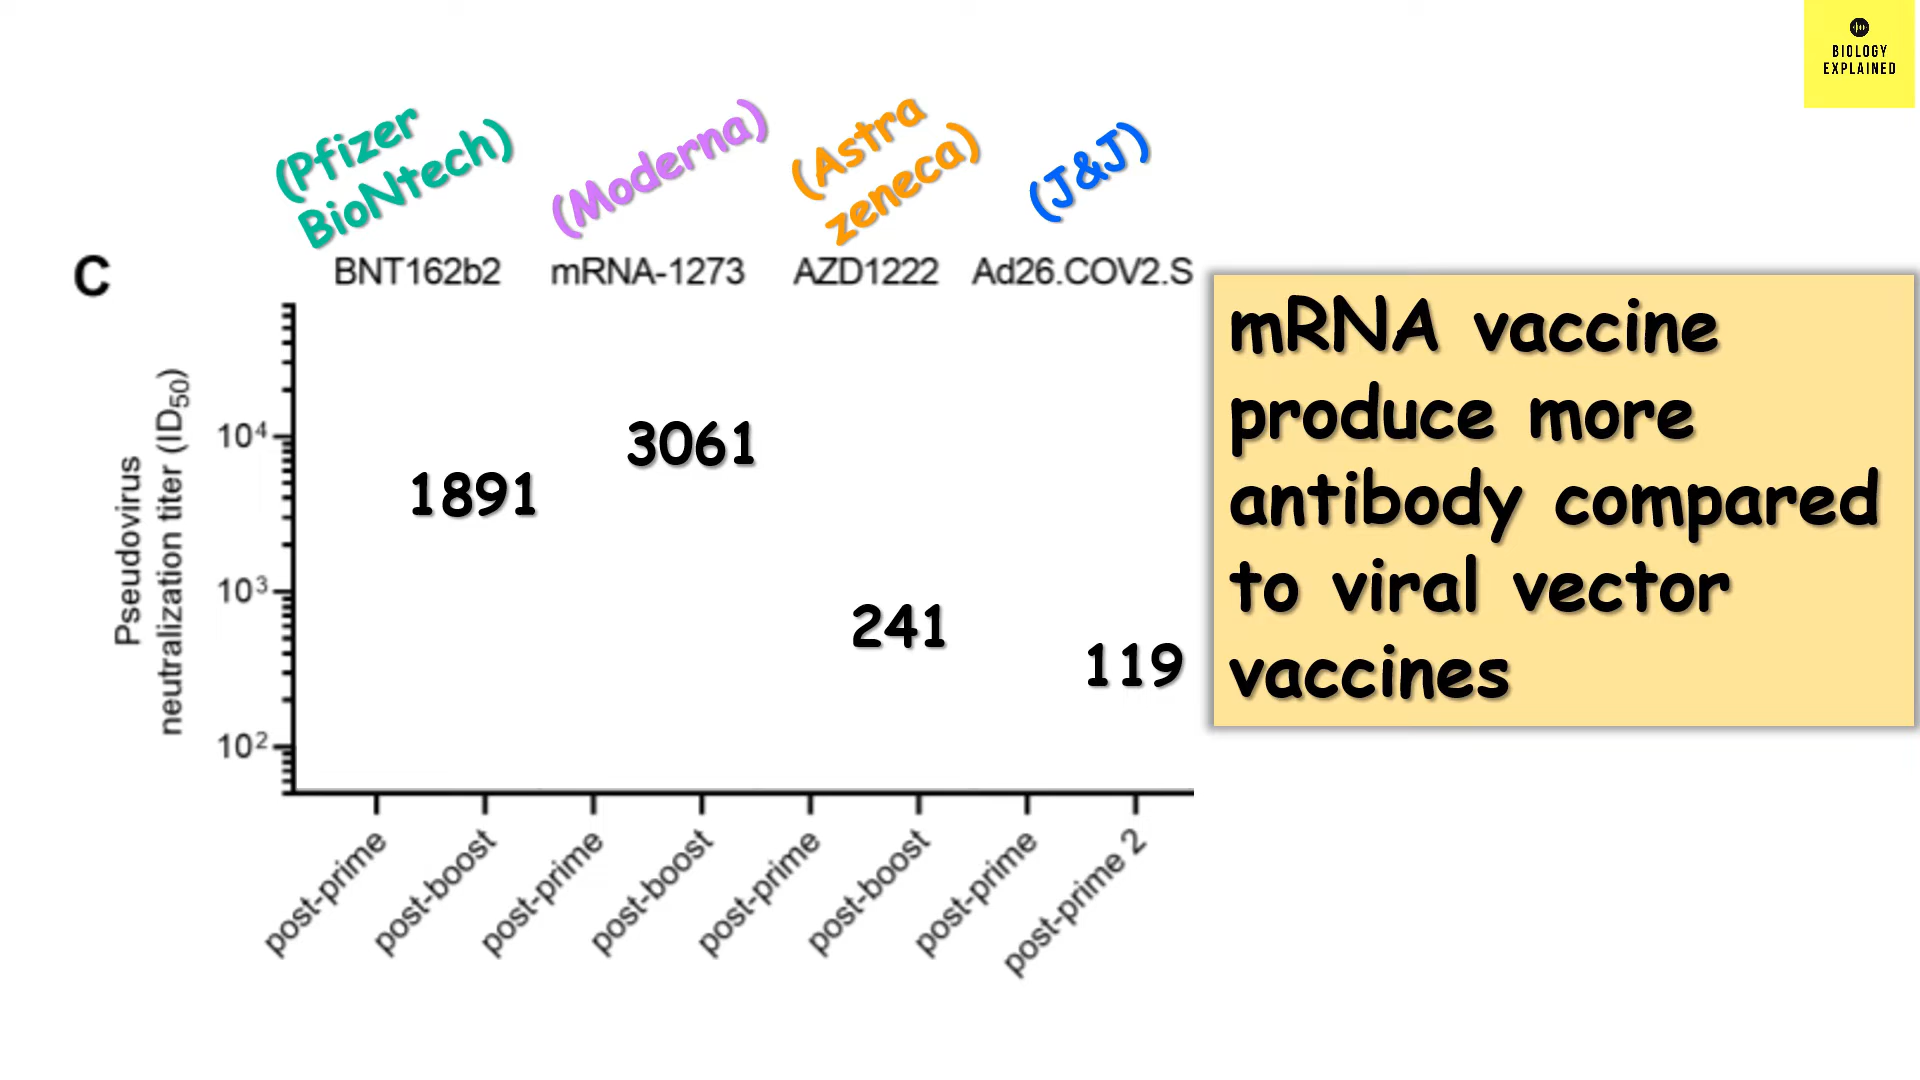 BIOLOGY
EXPLAINED
(Pfizer
BioNtech)
(Moderna)
(Astra
zeneca)
(J&J)
C
BNT162b2
mRNA-1273
AZD1222
Ad26.COV2.S
Pseudovirus
neutralization titer (ID50)
10⁴
10³
10²
1891
3061
241
119
post-prime
post-boost
post-prime
post-boost
post-prime
post-boost
post-prime
post-prime 2
mRNA vaccine
produce more
antibody compared
to viral vector
vaccines